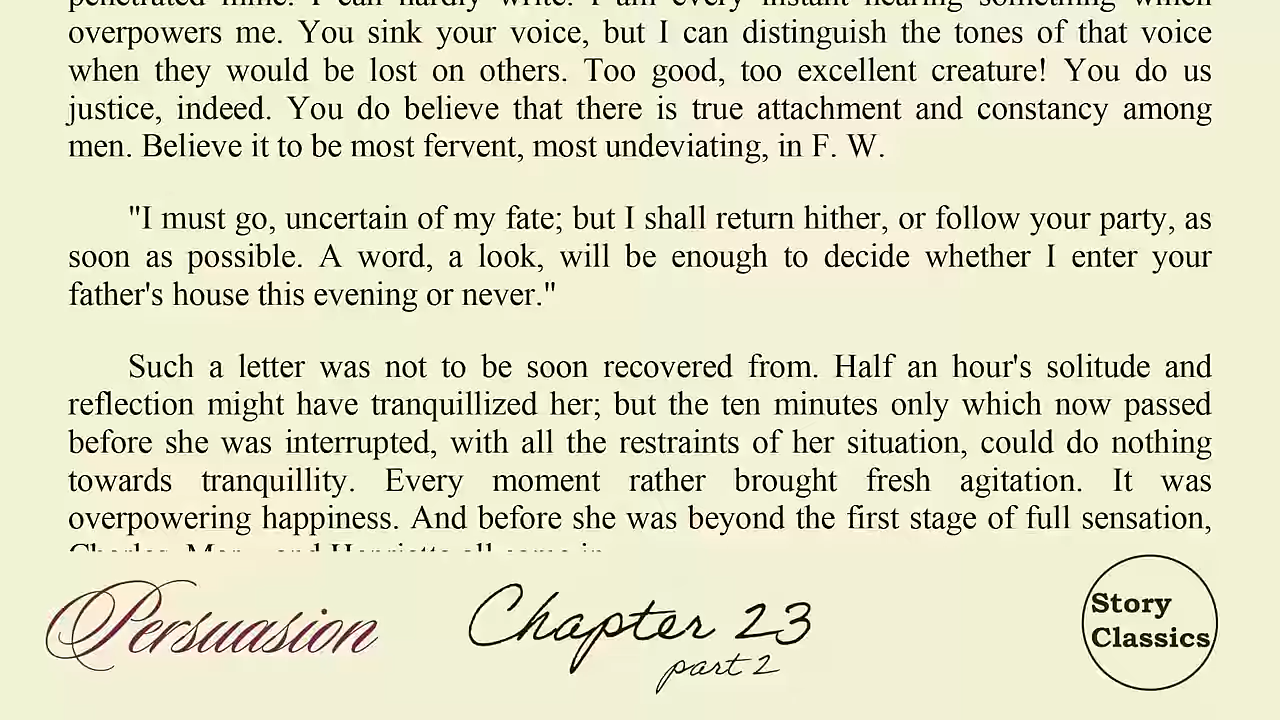 overpowers me. You sink your voice, but I can distinguish the tones of that voice
when they would be lost on others. Too good, too excellent creature! You do us
justice, indeed. You do believe that there is true attachment and constancy among
men. Believe it to be most fervent, most undeviating, in F. W.
"I must go, uncertain of my fate; but I shall return hither, or follow your party, as
soon as possible. A word, a look, will be enough to decide whether I enter your
father's house this evening or never."
Such a letter was not to be soon recovered from. Half an hour's solitude and
reflection might have tranquillized her; but the ten minutes only which now passed
before she was interrupted, with all the restraints of her situation, could do nothing
towards tranquillity. Every moment rather brought fresh agitation. It was
overpowering happiness. And before she was beyond the first stage of full sensation,
Persuasion
Chapter 23
part 2
Story
Classics